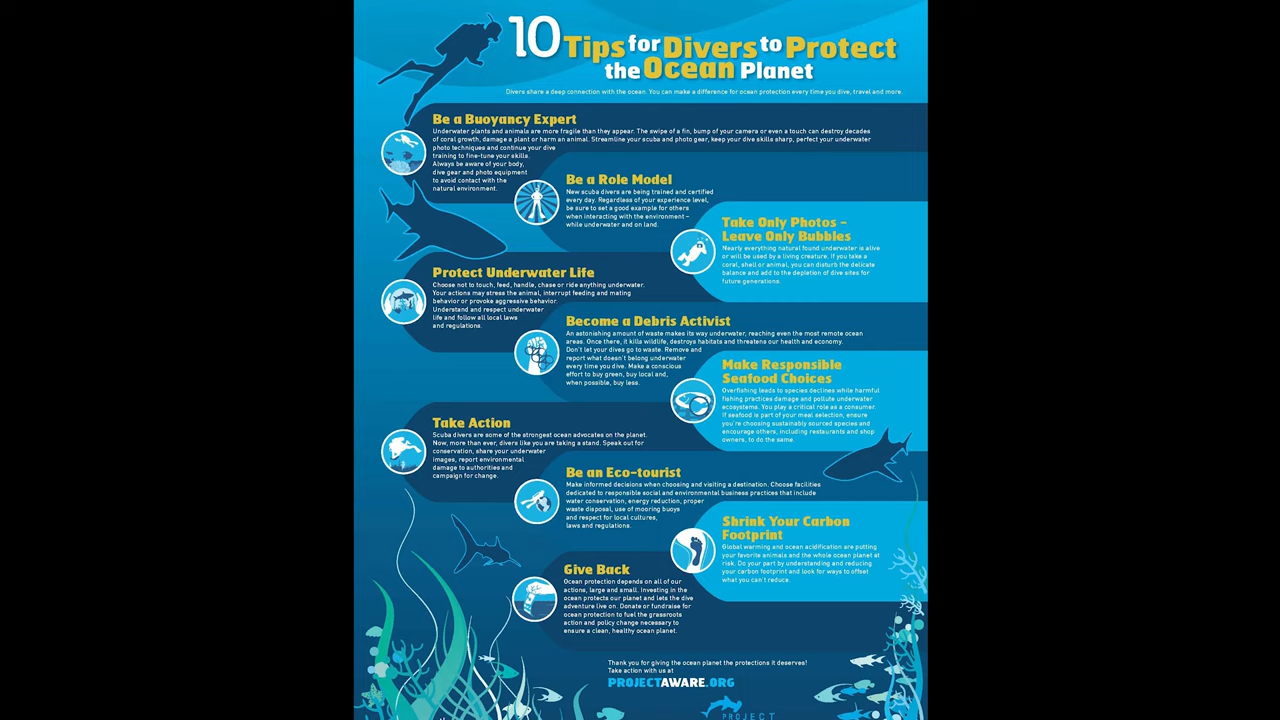 10 Tips for Divers to Protect
the Ocean Planet
Divers share a deep connection with the ocean. You can make a difference for ocean protection every time you dive, travel and more.
Be a Buoyancy Expert
Underwater plants and animals are more fragile than they appear. The swipe of a fin, bump of your camera or even a touch can destroy decades
of coral growth, damage a plant or harm an animal. Streamline your scuba and photo gear, keep your dive skills sharp, perfect your underwater
photo techniques and continue your dive
training to fine-tune your skills.
Always be aware of your body,
dive gear and photo equipment
to avoid contact with the
natural environment.
Be a Role Model
New scuba divers are being trained and certified
every day. Regardless of your experience level,
be sure to set a good example for others
when interacting with the environment –
while underwater and on land.
Take Only Photos –
Leave Only Bubbles
Nearly everything natural found underwater is alive
or will be used by a living creature. If you take a
coral, shell or animal, you can disturb the delicate
balance and add to the depletion of dive sites for
future generations.
Protect Underwater Life
Choose not to touch, feed, handle, chase or ride anything underwater.
Your actions may stress the animal, interrupt feeding and mating
behavior or provoke aggressive behavior.
Understand and respect underwater
life and follow all local laws
and regulations.
Become a Debris Activist
An astonishing amount of waste makes its way underwater, reaching even the most remote ocean
areas. Once there, it kills wildlife, destroys habitats and threatens our health and economy.
Don't let your dives go to waste. Remove and
report what doesn't belong underwater
every time you dive. Make a conscious
effort to buy green, buy local and,
when possible, buy less.
Make Responsible
Seafood Choices
Overfishing leads to species declines while harmful
fishing practices damage and pollute underwater
ecosystems. You play a critical role as a consumer.
If seafood is part of your meal selection, ensure
you're choosing sustainably sourced species and
encourage others, including restaurants and shop
owners, to do the same.
Take Action
Scuba divers are some of the strongest ocean advocates on the planet.
Now, more than ever, divers like you are taking a stand. Speak out for
conservation, share your underwater
images, report environmental
damage to authorities and
campaign for change.
Be an Eco-tourist
Make informed decisions when choosing and visiting a destination. Choose facilities
dedicated to responsible social and environmental business practices that include
water conservation, energy reduction, proper
waste disposal, use of mooring buoys
and respect for local cultures,
laws and regulations.
Shrink Your Carbon
Footprint
Global warming and ocean acidification are putting
your favorite animals and the whole ocean planet at
risk. Do your part by understanding and reducing
your carbon footprint and look for ways to offset
what you can't reduce.
Give Back
Ocean protection depends on all of our
actions, large and small. Investing in the
ocean protects our planet and lets the dive
adventure live on. Donate or fundraise for
ocean protection to fuel the grassroots
action and policy change necessary to
ensure a clean, healthy ocean planet.
Thank you for giving the ocean planet the protections it deserves!
Take action with us at
PROJECTAWARE.ORG
PROJECT